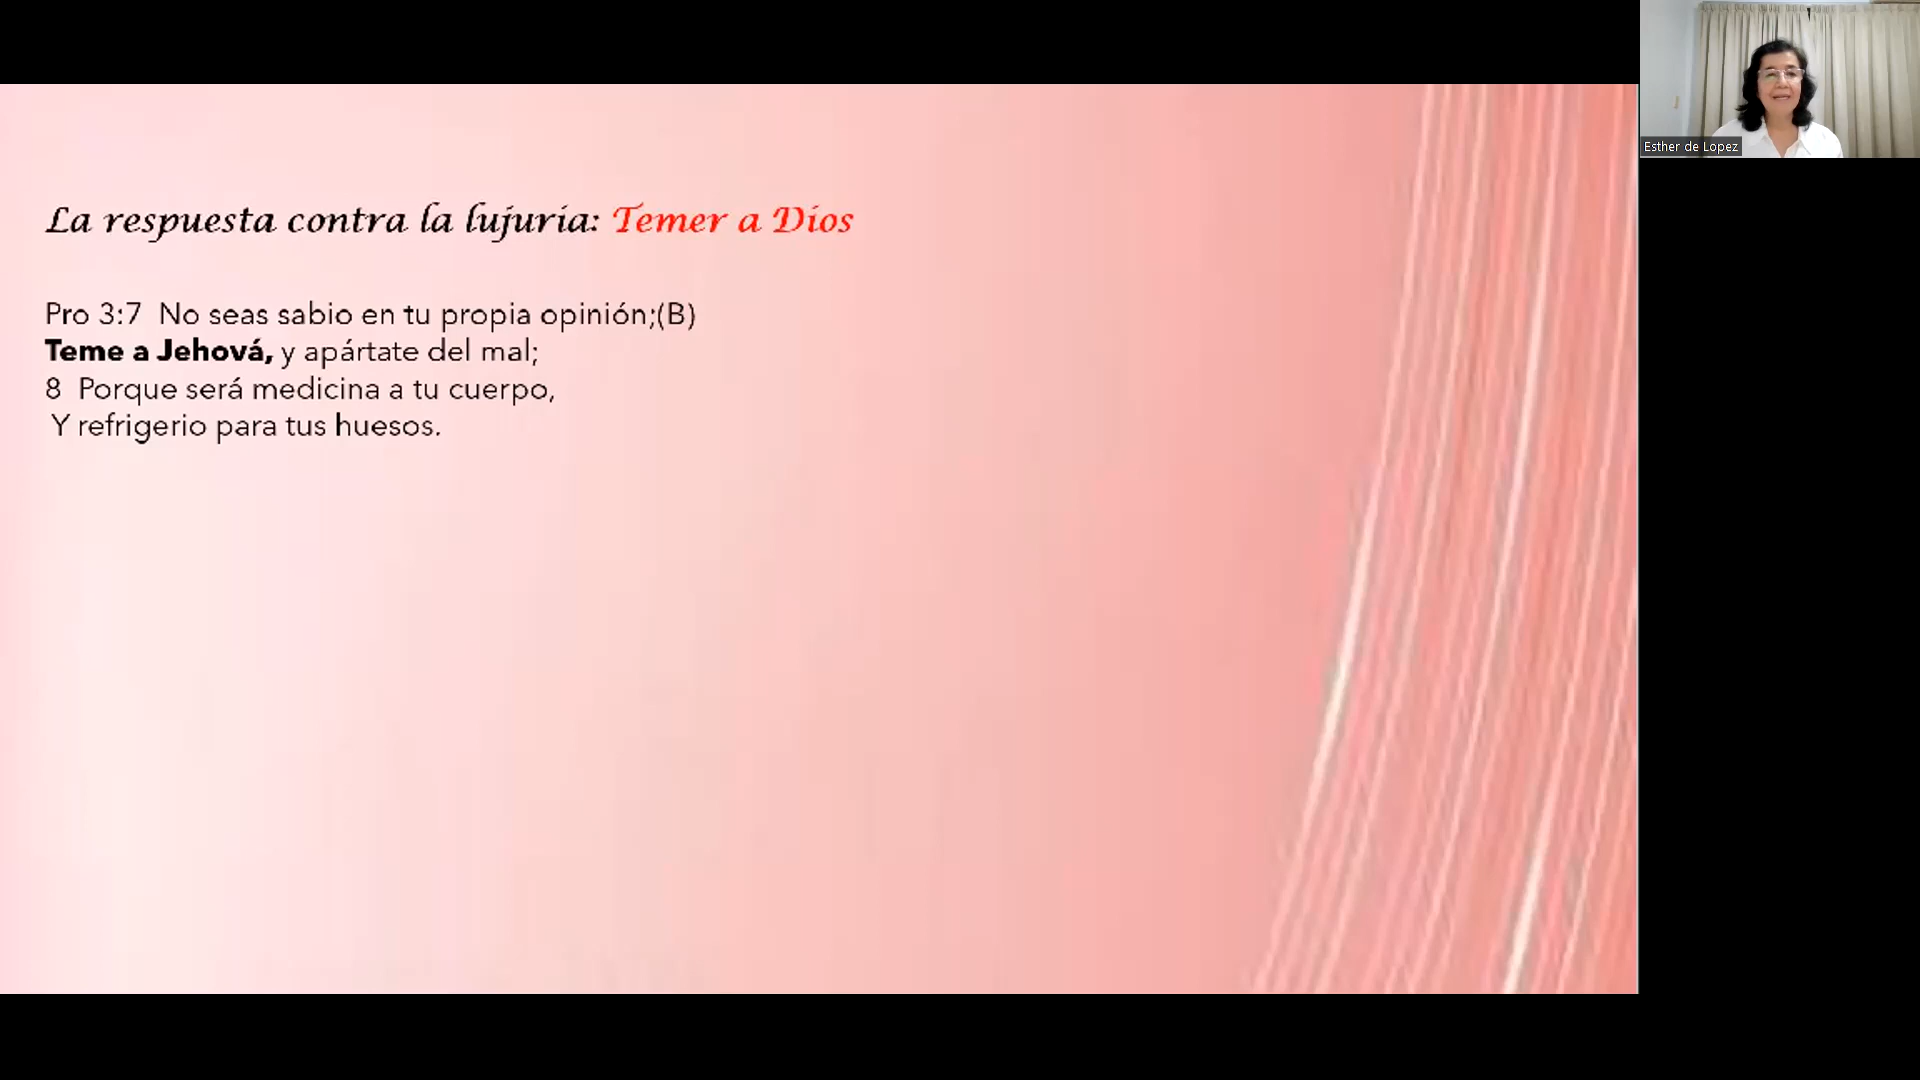 La respuesta contra la lujuria: Temer a Dios
Pro 3:7  No seas sabio en tu propia opinión;(B)
Teme a Jehová, y apártate del mal;
8  Porque será medicina a tu cuerpo,
Y refrigerio para tus huesos.
Esther de Lopez